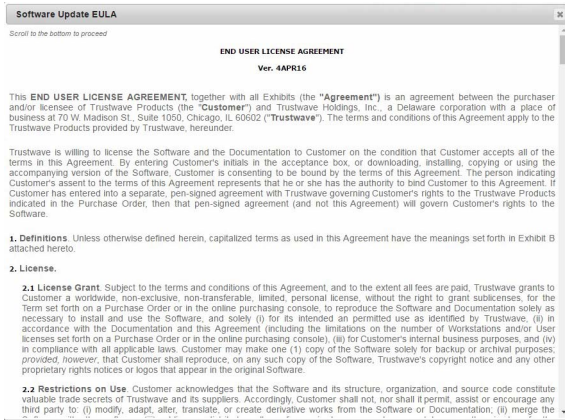 Software Update EULA
Scroll to the bottom to proceed
END USER LICENSE AGREEMENT
Ver. 4APR16
This END USER LICENSE AGREEMENT, together with all Exhibits (the "Agreement") is an agreement between the purchaser
and/or licensee of Trustwave Products (the "Customer") and Trustwave Holdings, Inc., a Delaware corporation with a place of
business at 70 W. Madison St., Suite 1050, Chicago, IL 60602 ("Trustwave"). The terms and conditions of this Agreement apply to the
Trustwave Products provided by Trustwave, hereunder.
Trustwave is willing to license the Software and the Documentation to Customer on the condition that Customer accepts all of the
terms in this Agreement. By entering Customer's initials in the acceptance box, or downloading, installing, copying or using the
accompanying version of the Software, Customer is consenting to be bound by the terms of this Agreement. The person indicating
Customer's assent to the terms of this Agreement represents that he or she has the authority to bind Customer to this Agreement. If
Customer has entered into a separate, pen-signed agreement with Trustwave governing Customer's rights to the Trustwave Products
indicated in the Purchase Order, then that pen-signed agreement (and not this Agreement) will govern Customer's rights to the
Software.
1. Definitions. Unless otherwise defined herein, capitalized terms as used in this Agreement have the meanings set forth in Exhibit B
attached hereto.
2. License.
2.1 License Grant. Subject to the terms and conditions of this Agreement, and to the extent all fees are paid, Trustwave grants to
Customer a worldwide, non-exclusive, non-transferable, limited, personal license, without the right to grant sublicenses, for the
Term set forth on a Purchase Order or in the online purchasing console, to reproduce the Software and Documentation solely as
necessary to install and use the Software, and solely (i) for its intended an permitted use as identified by Trustwave, (ii) in
accordance with the Documentation and this Agreement (including the limitations on the number of Workstations and/or User
licenses set forth on a Purchase Order or in the online purchasing console), (iii) for Customer's internal business purposes, and (iv)
in compliance with all applicable laws. Customer may make one (1) copy of the Software solely for backup or archival purposes;
provided, however, that Customer shall reproduce, on any such copy of the Software, Trustwave's copyright notice and any other
proprietary rights notices or logos that appear in the original Software.
2.2 Restrictions on Use. Customer acknowledges that the Software and its structure, organization, and source code constitute
valuable trade secrets of Trustwave and its suppliers. Accordingly, Customer shall not, nor shall it permit, assist or encourage any
third party to: (i) modify, adapt, alter, translate, or create derivative works from the Software or Documentation; (ii) merge the